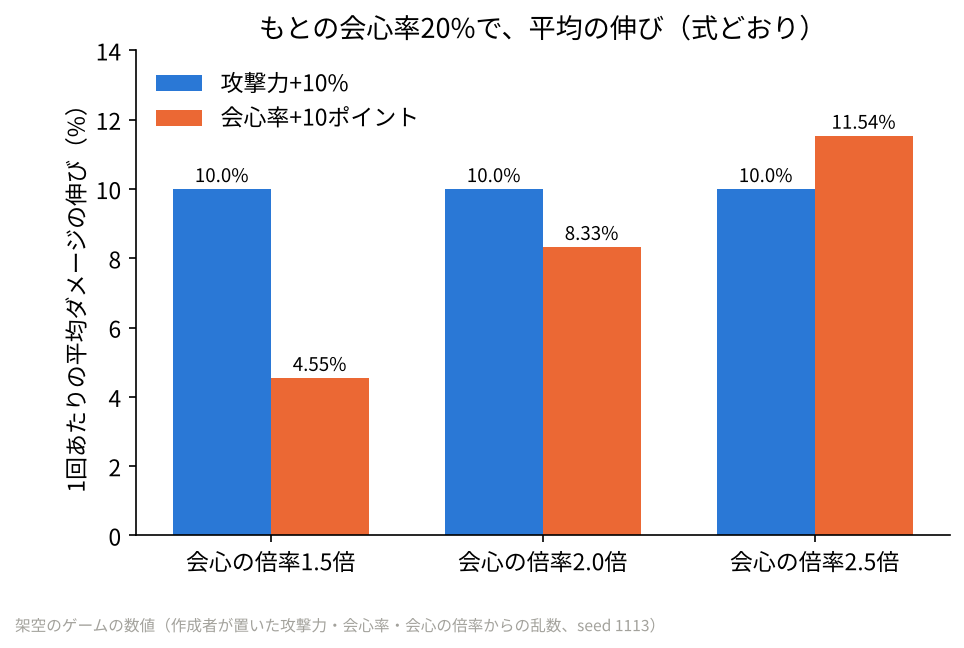 もとの会心率20%で、平均の伸び（式どおり）
1回あたりの平均ダメージの伸び（%）
14
12
10
8
6
4
2
0
攻撃力+10%
会心率+10ポイント
10.0%
4.55%
10.0%
8.33%
10.0%
11.54%
会心の倍率1.5倍
会心の倍率2.0倍
会心の倍率2.5倍
架空のゲームの数値（作成者が置いた攻撃力・会心率・会心の倍率からの乱数、seed 1113）